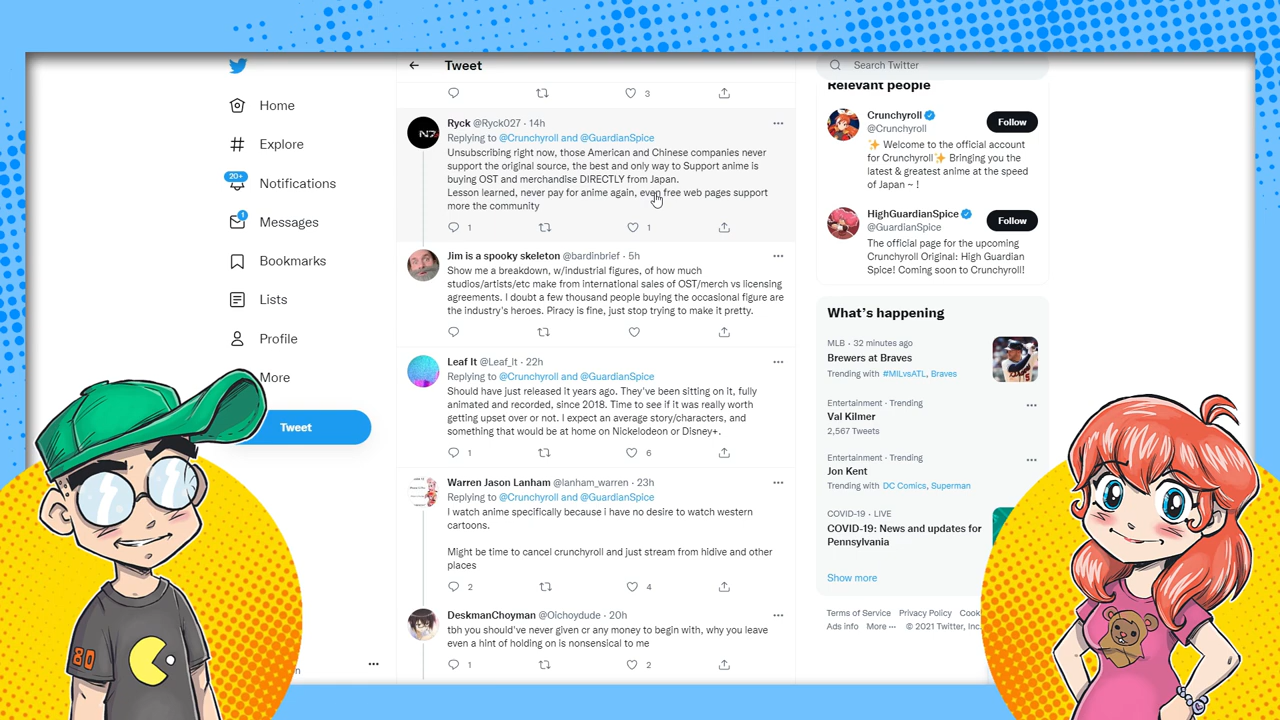 Home
Explore
20+
Notifications
1
Messages
Bookmarks
Lists
Profile
More
Tweet
Tweet
3
N7
Ryck @Ryck027 · 14h
Replying to @Crunchyroll and @GuardianSpice
Unsubscribing right now, those American and Chinese companies never
support the original source, the best and only way to Support anime is
buying OST and merchandise DIRECTLY from Japan.
Lesson learned, never pay for anime again, even free web pages support
more the community
1
1
Jim is a spooky skeleton @bardinbrief · 5h
Show me a breakdown, w/industrial figures, of how much
studios/artists/etc make from international sales of OST/merch vs licensing
agreements. I doubt a few thousand people buying the occasional figure are
the industry's heroes. Piracy is fine, just stop trying to make it pretty.
Leaf It @Leaf_It · 22h
Replying to @Crunchyroll and @GuardianSpice
Should have just released it years ago. They've been sitting on it, fully
animated and recorded, since 2018. Time to see if it was really worth
getting upset over or not. I expect an average story/characters, and
something that would be at home on Nickelodeon or Disney+.
1
6
Warren Jason Lanham @lanham_warren · 23h
Replying to @Crunchyroll and @GuardianSpice
I watch anime specifically because i have no desire to watch western
cartoons.
Might be time to cancel crunchyroll and just stream from hidive and other
places
2
4
DeskmanChoyman @Oichoydude · 20h
tbh you should've never given cr any money to begin with, why you leave
even a hint of holding on is nonsensical to me
1
2
Search Twitter
Relevant people
Crunchyroll
@Crunchyroll
Follow
✨ Welcome to the official account
for Crunchyroll✨ Bringing you the
latest & greatest anime at the speed
of Japan ~ !
HighGuardianSpice
@GuardianSpice
Follow
The official page for the upcoming
Crunchyroll Original: High Guardian
Spice! Coming soon to Crunchyroll!
What's happening
MLB · 32 minutes ago
Brewers at Braves
Trending with #MILvsATL, Braves
Entertainment · Trending
Val Kilmer
2,567 Tweets
Entertainment · Trending
Jon Kent
Trending with DC Comics, Superman
COVID-19 · LIVE
COVID-19: News and updates for
Pennsylvania
Show more
Terms of Service Privacy Policy Cook
Ad info More ··· © 2021 Twitter, Inc.
80